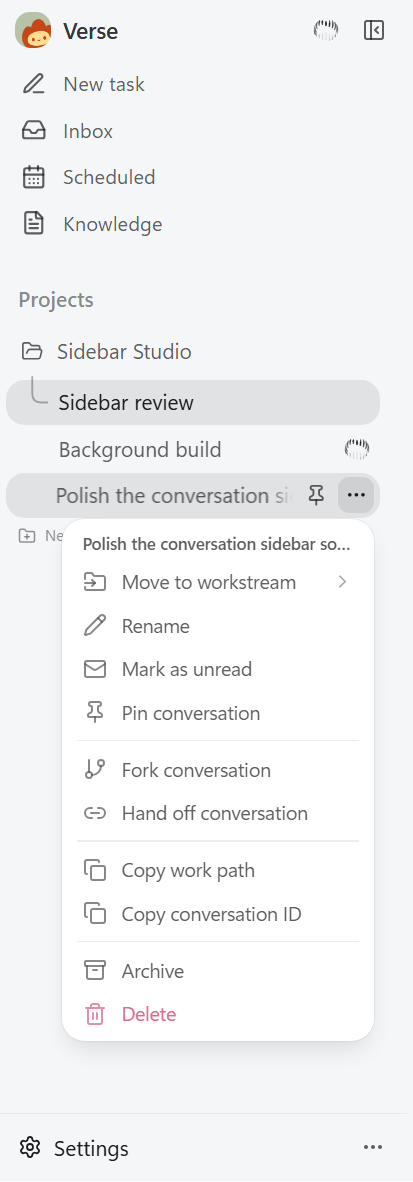 Verse
New task
Inbox
Scheduled
Knowledge
Projects
Sidebar Studio
Sidebar review
Background build
Polish the conversation si
Ne
Polish the conversation sidebar so...
Move to workstream
Rename
Mark as unread
Pin conversation
Fork conversation
Hand off conversation
Copy work path
Copy conversation ID
Archive
Delete
Settings